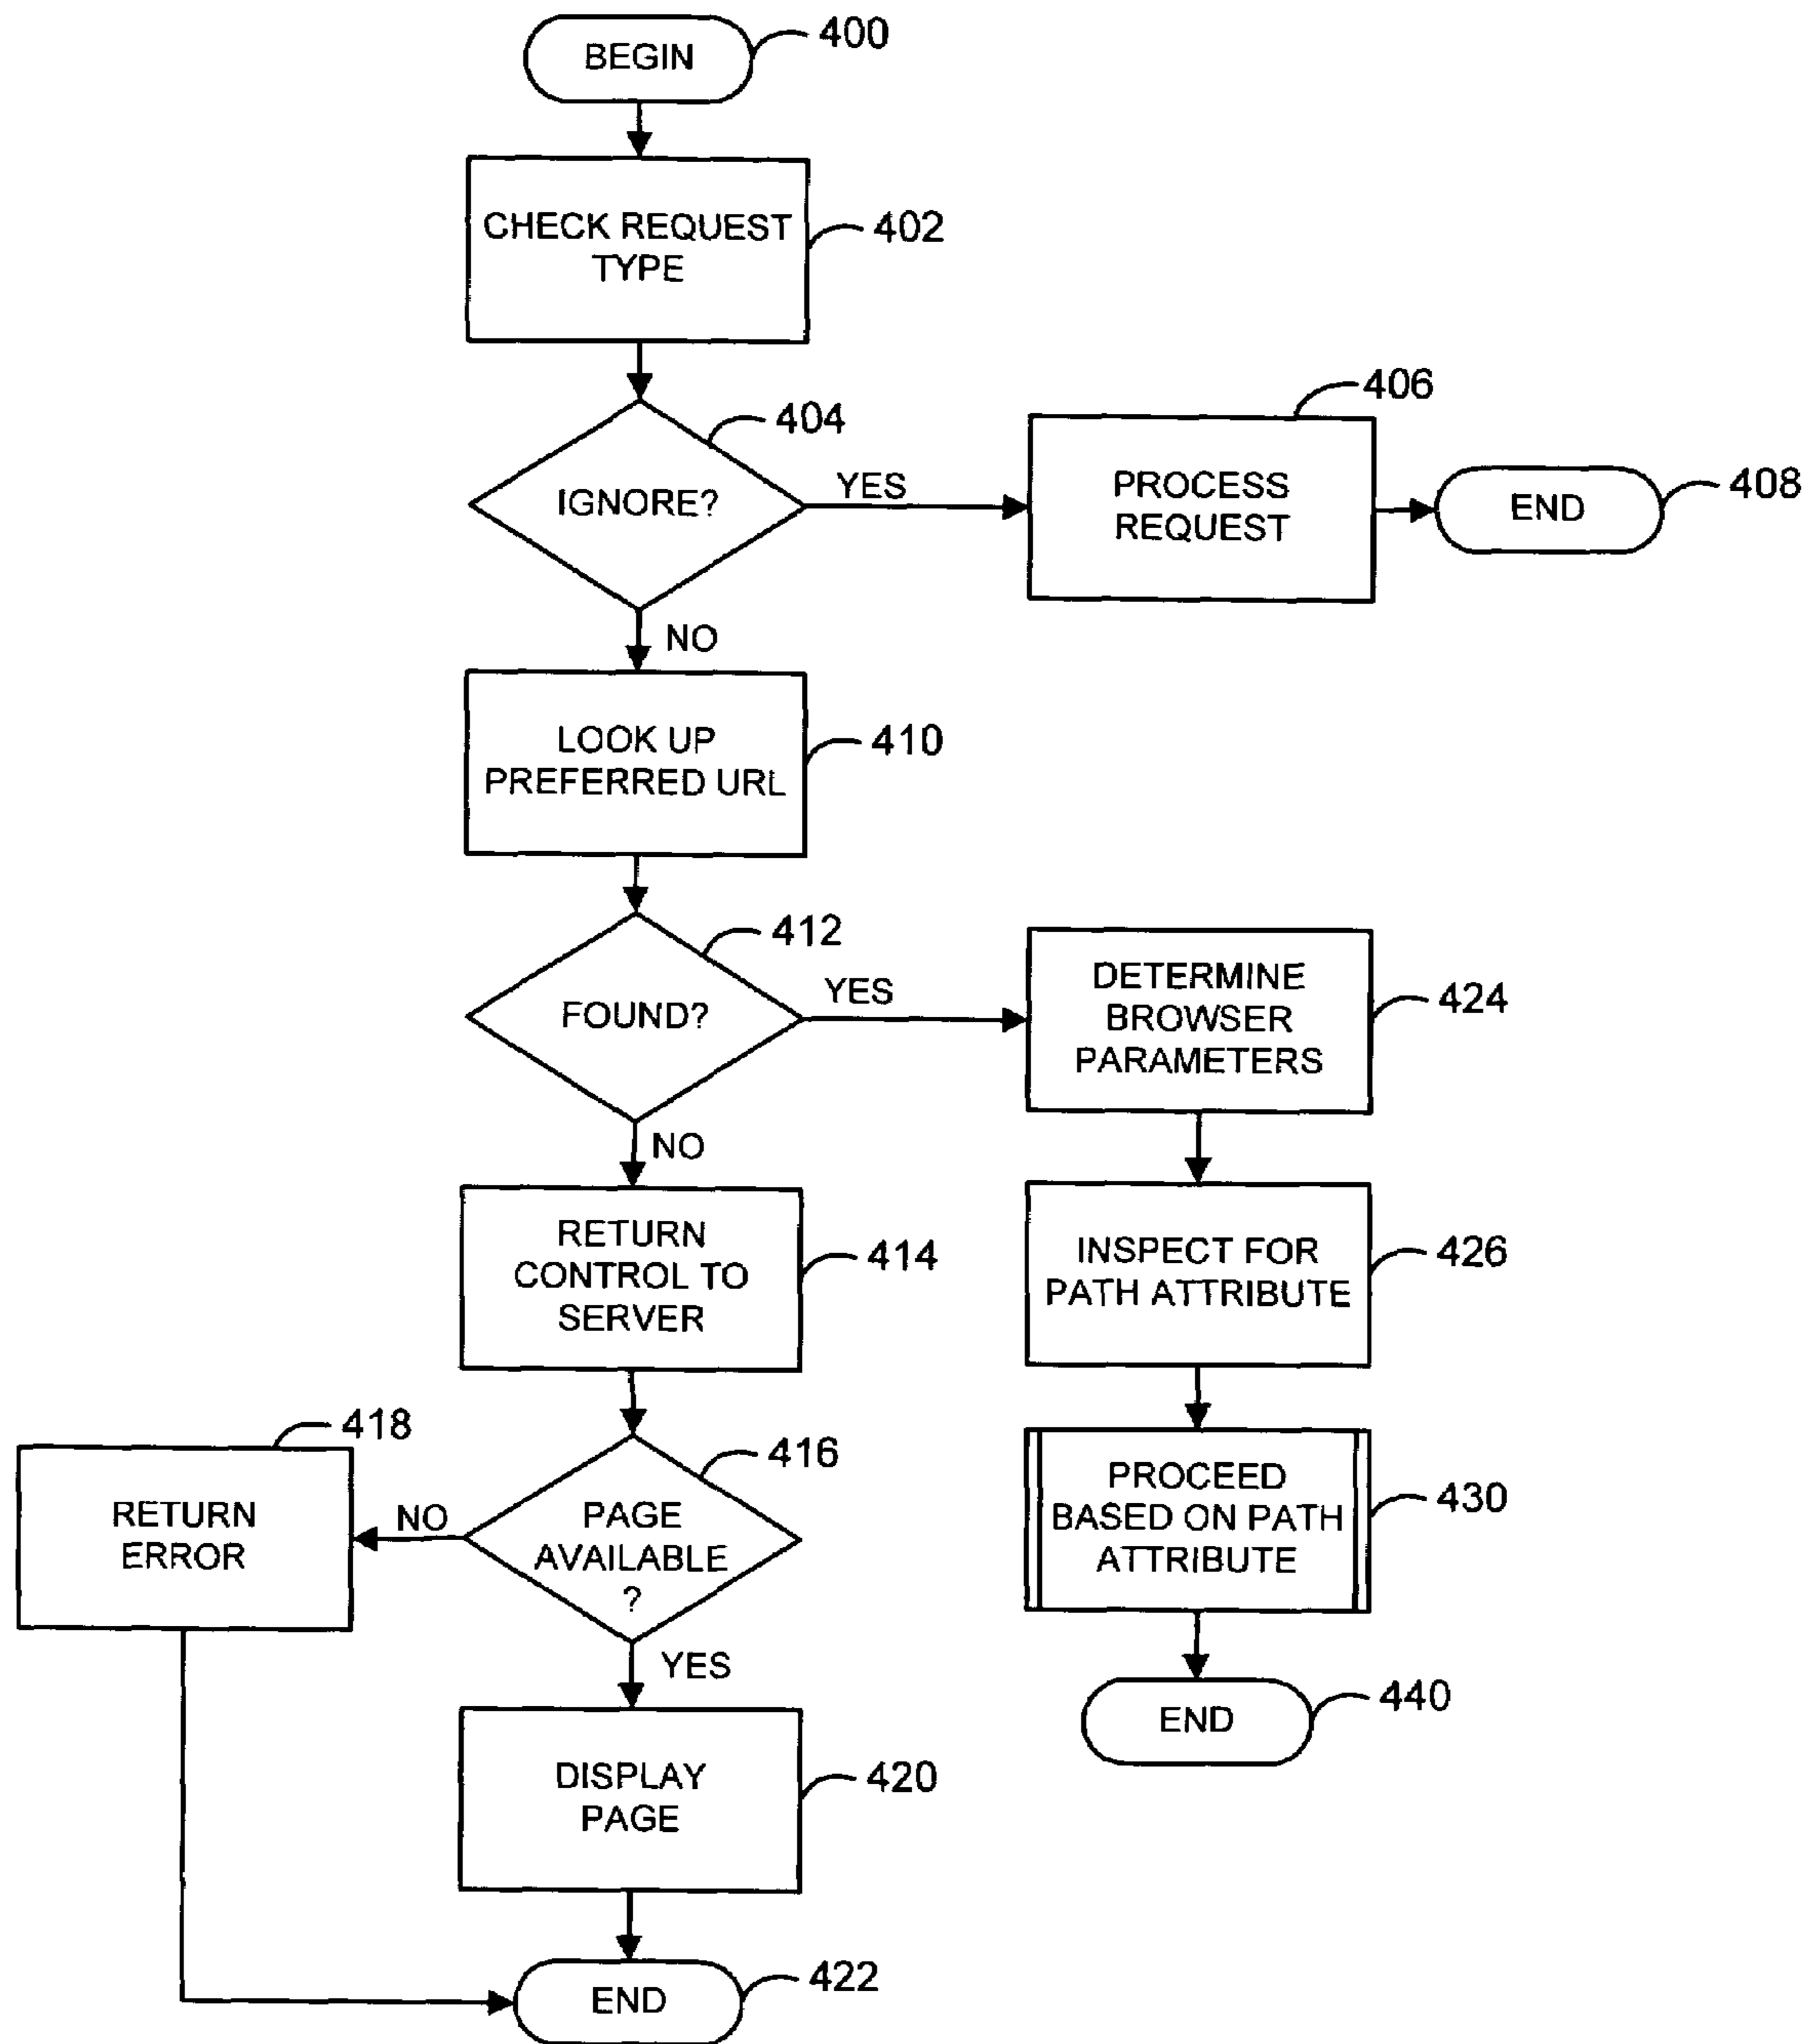 BEGIN
400
CHECK REQUEST
TYPE
402
IGNORE?
404
YES
PROCESS
REQUEST
406
END
408
NO
LOOK UP
PREFERRED URL
410
FOUND?
412
YES
DETERMINE
BROWSER
PARAMETERS
424
NO
RETURN
CONTROL TO
SERVER
414
INSPECT FOR
PATH ATTRIBUTE
426
PAGE
AVAILABLE
?
416
NO
RETURN
ERROR
418
PROCEED
BASED ON PATH
ATTRIBUTE
430
YES
DISPLAY
PAGE
420
END
440
END
422